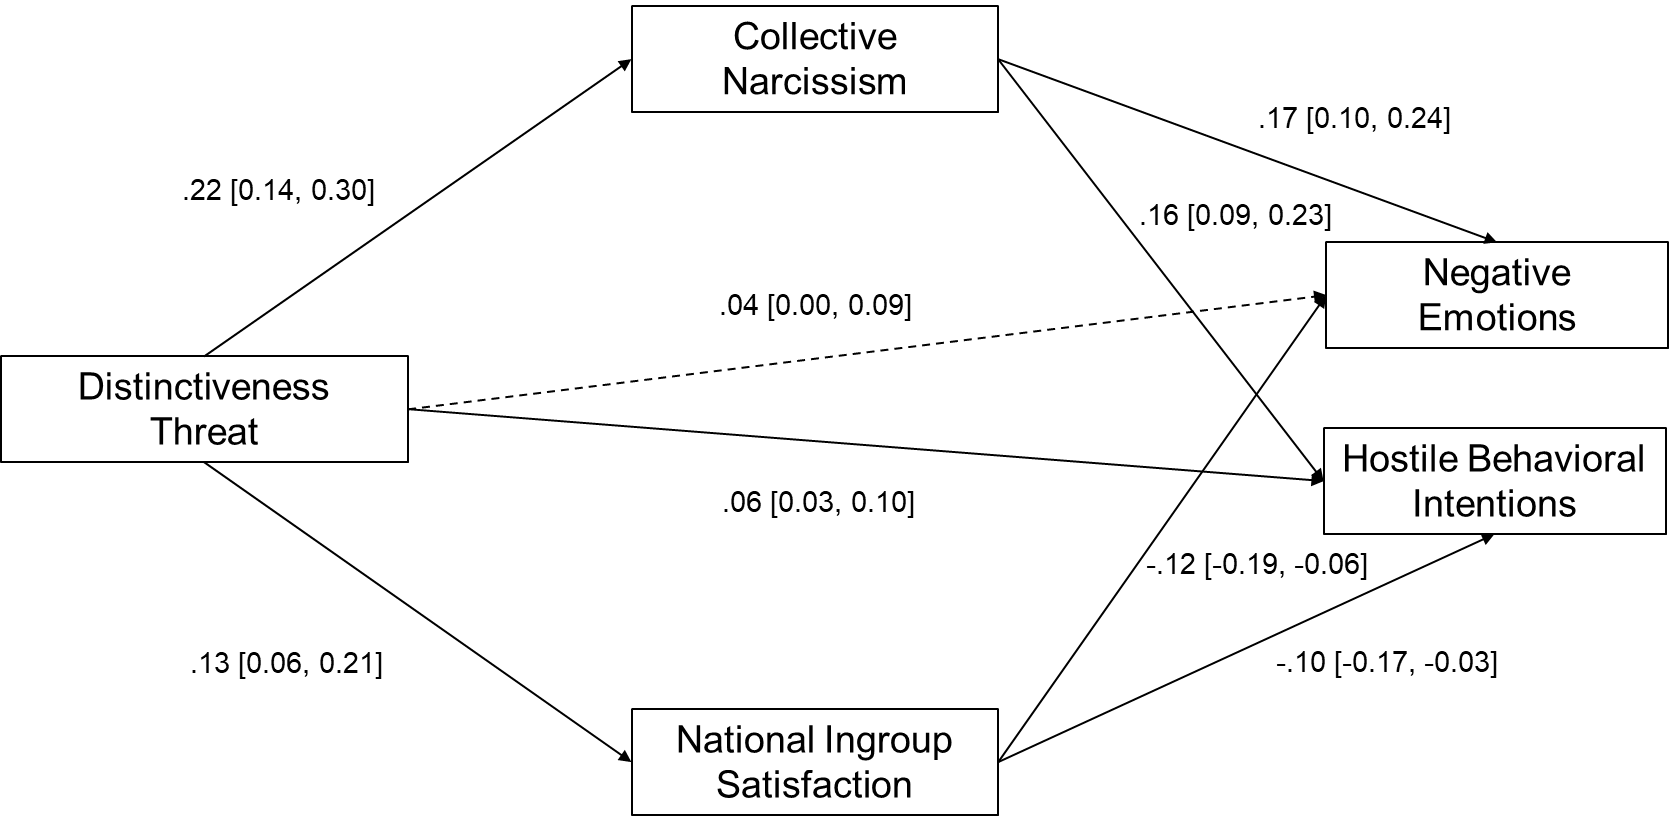 Collective
Narcissism
.17 [0.10, 0.24]
.22 [0.14, 0.30]
.16 [0.09, 0.23]
Negative
Emotions
.04 [0.00, 0.09]
Distinctiveness
Threat
Hostile Behavioral
Intentions
.06 [0.03, 0.10]
-.12 [-0.19, -0.06]
.13 [0.06, 0.21]
-.10 [-0.17, -0.03]
National Ingroup
Satisfaction